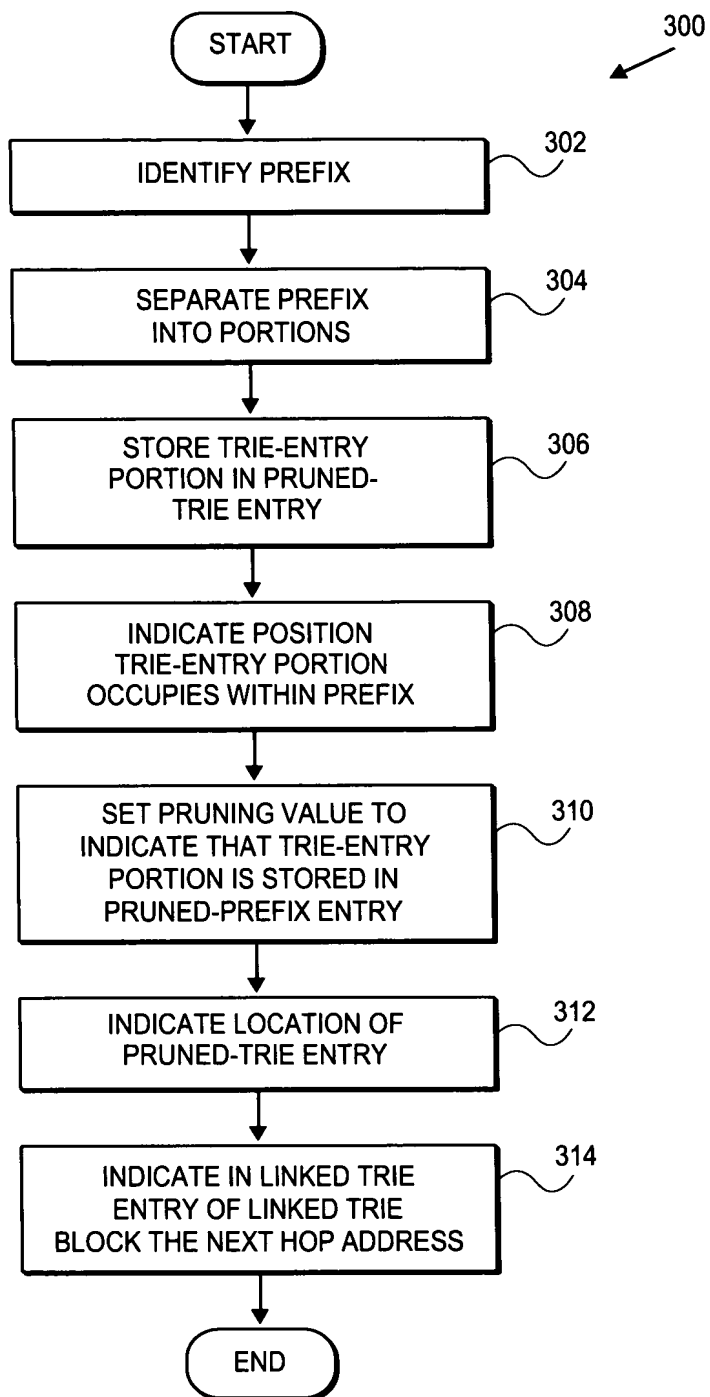 START
300
IDENTIFY PREFIX
302
SEPARATE PREFIX
INTO PORTIONS
304
STORE TRIE-ENTRY
PORTION IN PRUNED-
TRIE ENTRY
306
INDICATE POSITION
TRIE-ENTRY PORTION
OCCUPIES WITHIN PREFIX
308
SET PRUNING VALUE TO
INDICATE THAT TRIE-ENTRY
PORTION IS STORED IN
PRUNED-PREFIX ENTRY
310
INDICATE LOCATION OF
PRUNED-TRIE ENTRY
312
INDICATE IN LINKED TRIE
ENTRY OF LINKED TRIE
BLOCK THE NEXT HOP ADDRESS
314
END